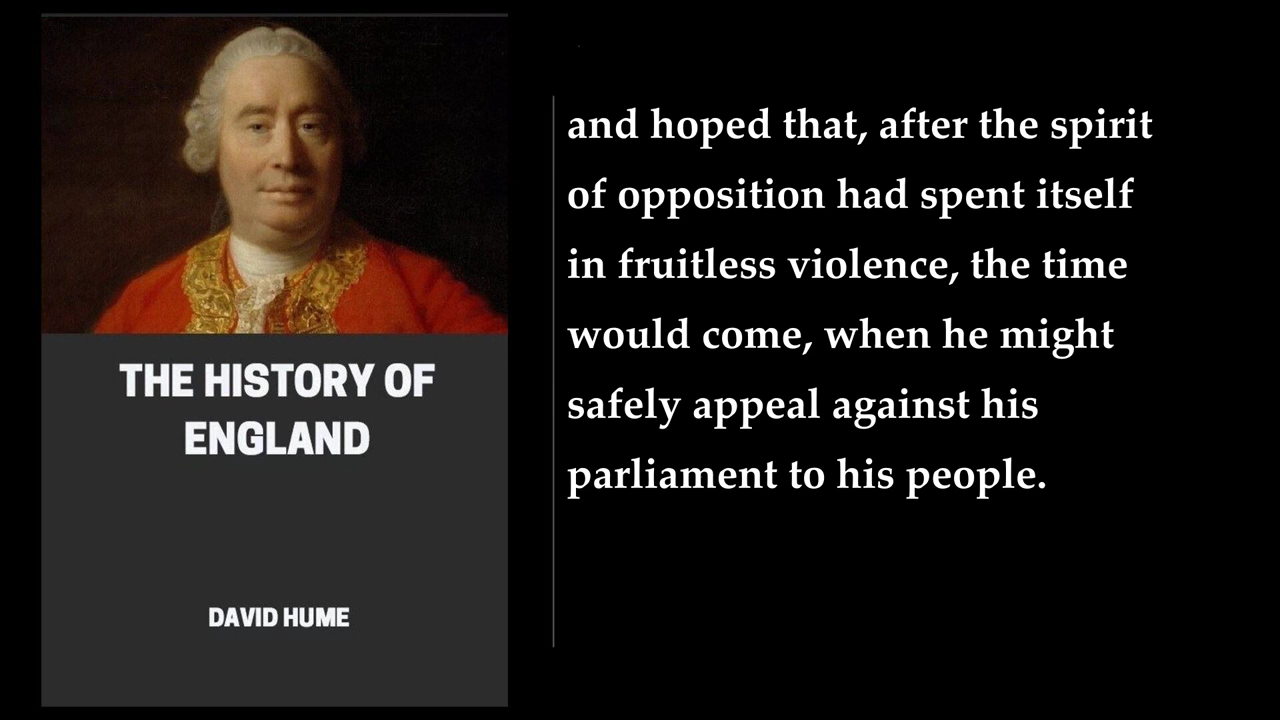 THE HISTORY OF
ENGLAND
DAVID HUME
and hoped that, after the spirit
of opposition had spent itself
in fruitless violence, the time
would come, when he might
safely appeal against his
parliament to his people.